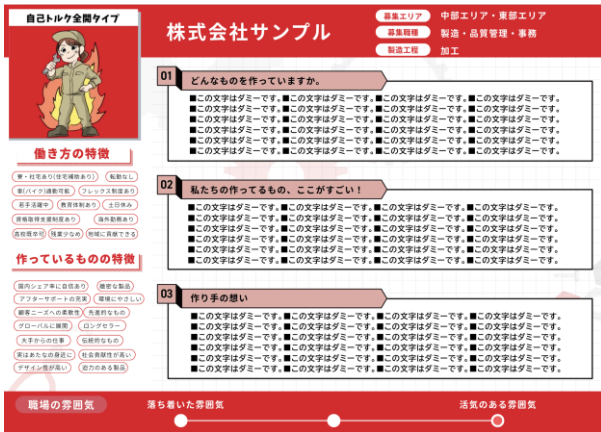 自己トルク全開タイプ
株式会社サンプル
募集エリア 中部エリア・東部エリア
募集職種 製造・品質管理・事務
製造工程 加工
働き方の特徴
寮・社宅あり(住宅補助あり) 転勤なし
車(バイク)通勤可能 フレックス制度あり
若手活躍中 教育体制あり 土日休み
資格取得支援制度あり 海外勤務あり
高校既卒可 残業少なめ 地域に貢献できる
作っているものの特徴
国内シェア率に自信あり 緻密な製品
アフターサポートの充実 環境にやさしい
顧客ニーズへの柔軟性 先進的なもの
グローバルに展開 ロングセラー
大手からの仕事 伝統的なもの
実はあなたの身近に 社会貢献性が高い
デザイン性が高い 迫力のある製品
01 どんなものを作っていますか。
■この文字はダミーです。■この文字はダミーです。■この文字はダミーです。■この文字はダミーです。
■この文字はダミーです。■この文字はダミーです。■この文字はダミーです。■この文字はダミーです。
■この文字はダミーです。■この文字はダミーです。■この文字はダミーです。■この文字はダミーです。
■この文字はダミーです。■この文字はダミーです。■この文字はダミーです。■この文字はダミーです。
■この文字はダミーです。■この文字はダミーです。■この文字はダミーです。■この文字はダミーです。
■この文字はダミーです。■この文字はダミーです。■この文字はダミーです。■この文字はダミーです。
02 私たちの作ってるもの、ここがすごい！
■この文字はダミーです。■この文字はダミーです。■この文字はダミーです。■この文字はダミーです。
■この文字はダミーです。■この文字はダミーです。■この文字はダミーです。■この文字はダミーです。
■この文字はダミーです。■この文字はダミーです。■この文字はダミーです。■この文字はダミーです。
■この文字はダミーです。■この文字はダミーです。■この文字はダミーです。■この文字はダミーです。
■この文字はダミーです。■この文字はダミーです。■この文字はダミーです。■この文字はダミーです。
■この文字はダミーです。■この文字はダミーです。■この文字はダミーです。■この文字はダミーです。
03 作り手の想い
■この文字はダミーです。■この文字はダミーです。■この文字はダミーです。■この文字はダミーです。
■この文字はダミーです。■この文字はダミーです。■この文字はダミーです。■この文字はダミーです。
■この文字はダミーです。■この文字はダミーです。■この文字はダミーです。■この文字はダミーです。
■この文字はダミーです。■この文字はダミーです。■この文字はダミーです。■この文字はダミーです。
■この文字はダミーです。■この文字はダミーです。■この文字はダミーです。■この文字はダミーです。
■この文字はダミーです。■この文字はダミーです。■この文字はダミーです。■この文字はダミーです。
職場の雰囲気 落ち着いた雰囲気 活気のある雰囲気